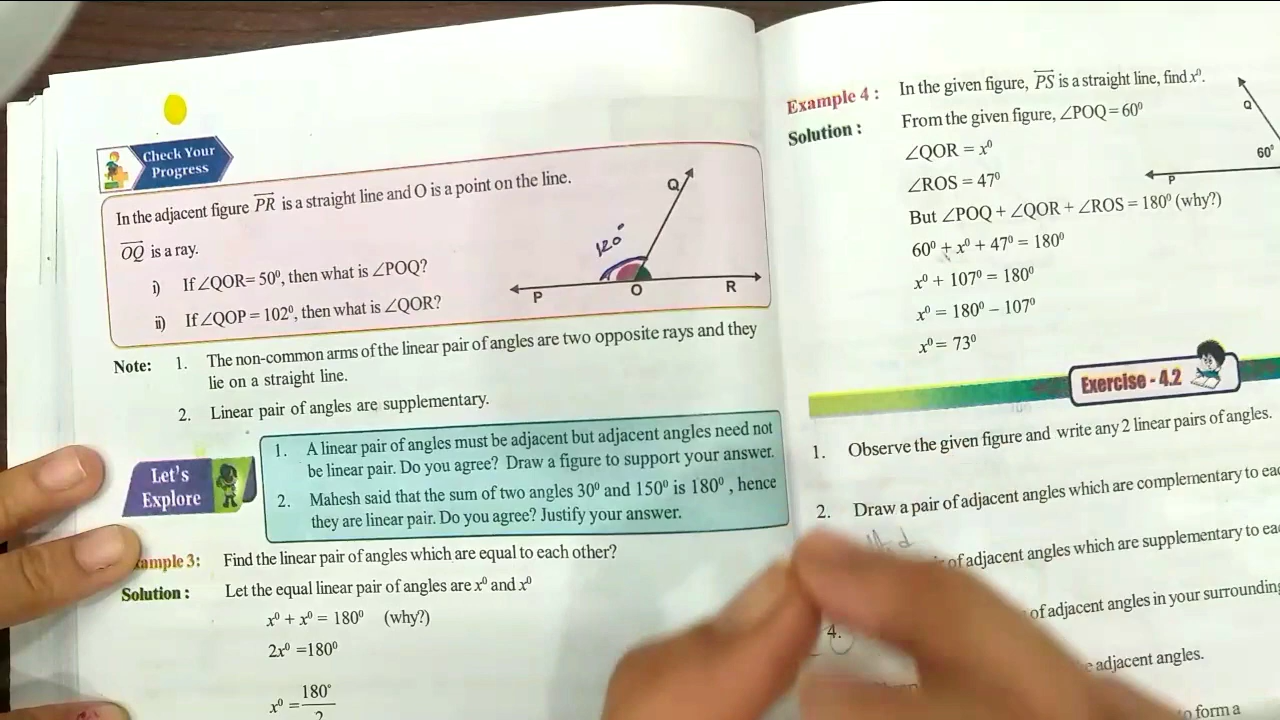 Check Your
Progress
In the adjacent figure PR is a straight line and O is a point on the line.
OQ is a ray.
i) If ∠QOR= 50⁰, then what is ∠POQ?
ii) If ∠QOP = 102⁰, then what is ∠QOR?
Q
120°
P
O
R
Note: 1. The non-common arms of the linear pair of angles are two opposite rays and they
lie on a straight line.
2. Linear pair of angles are supplementary.
Let's
Explore
1. A linear pair of angles must be adjacent but adjacent angles need not
be linear pair. Do you agree? Draw a figure to support your answer.
2. Mahesh said that the sum of two angles 30⁰ and 150⁰ is 180⁰ , hence
they are linear pair. Do you agree? Justify your answer.
ample 3: Find the linear pair of angles which are equal to each other?
Solution : Let the equal linear pair of angles are x⁰ and x⁰
x⁰ + x⁰ = 180⁰ (why?)
2x⁰ =180⁰
x⁰ = 180°
2
Example 4 : In the given figure, PS is a straight line, find x⁰.
Solution : From the given figure, ∠POQ = 60⁰
∠QOR = x⁰
∠ROS = 47⁰
But ∠POQ + ∠QOR + ∠ROS = 180⁰ (why?)
60⁰ + x⁰ + 47⁰ = 180⁰
x⁰ + 107⁰ = 180⁰
x⁰ = 180⁰ – 107⁰
x⁰ = 73⁰
Q
60°
P
Exercise - 4.2
1. Observe the given figure and write any 2 linear pairs of angles.
2. Draw a pair of adjacent angles which are complementary to
of adjacent angles which are supplementary to
4. of adjacent angles in your
adjacent angles.
form a